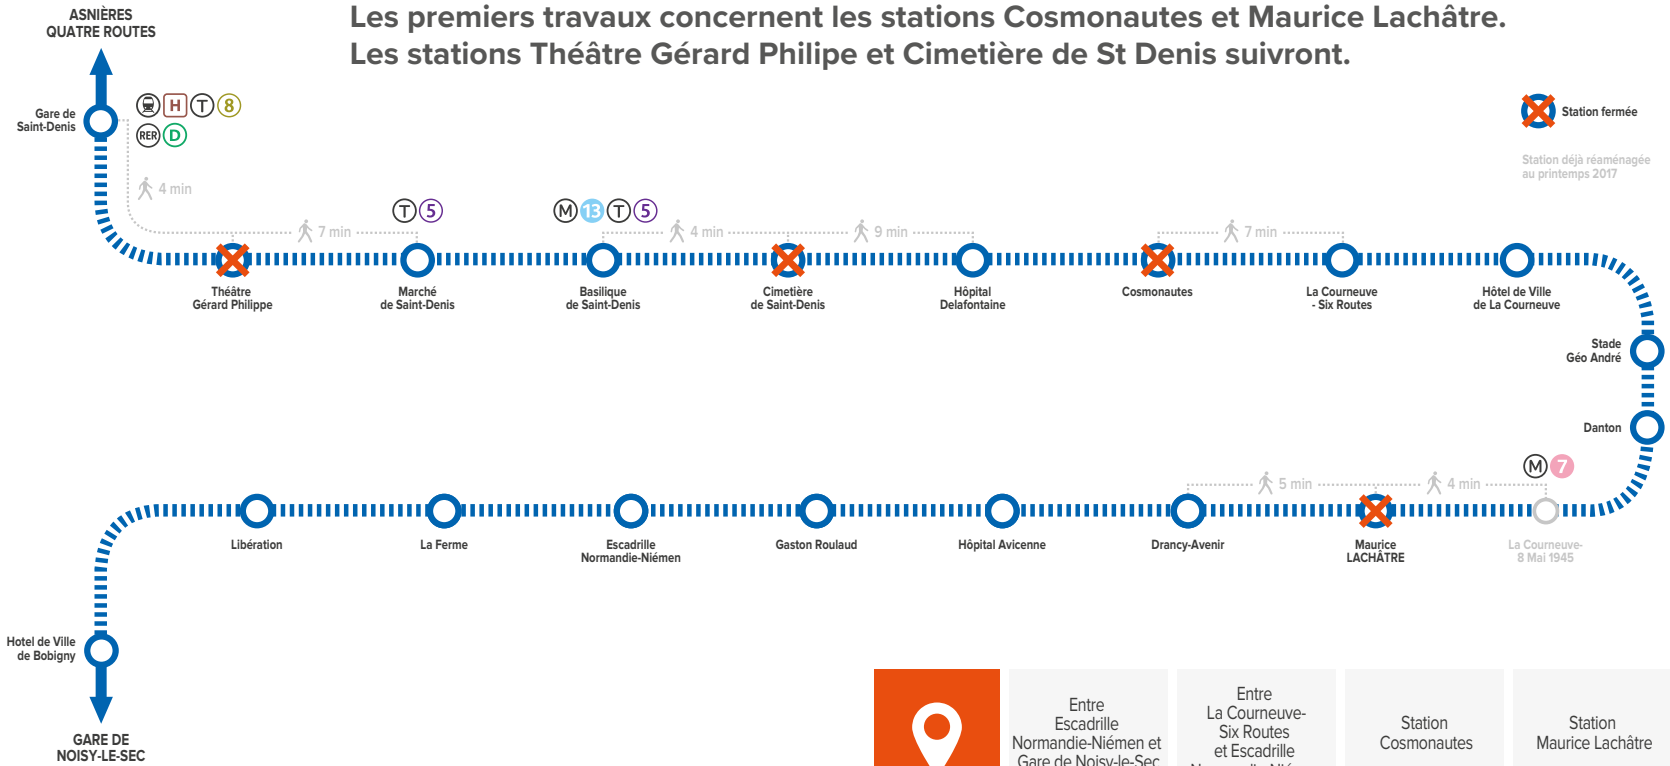 Les premiers travaux concernent les stations Cosmonautes et Maurice Lachâtre.
Les stations Théâtre Gérard Philipe et Cimetière de St Denis suivront.
ASNIÈRES
QUATRE ROUTES
Gare de
Saint-Denis
H T 8
RER D
4 min
Station fermée
Station déjà réaménagée
au printemps 2017
7 min
T 5
M 13 T 5
4 min
9 min
7 min
Théâtre
Gérard Philippe
Marché
de Saint-Denis
Basilique
de Saint-Denis
Cimetière
de Saint-Denis
Hôpital
Delafontaine
Cosmonautes
La Courneuve
- Six Routes
Hôtel de Ville
de La Courneuve
Stade
Géo André
Danton
M 7
5 min
4 min
Libération
La Ferme
Escadrille
Normandie-Niémen
Gaston Roulaud
Hôpital Avicenne
Drancy-Avenir
Maurice
LACHÂTRE
La Courneuve-
8 Mai 1945
Hotel de Ville
de Bobigny
GARE DE
NOISY-LE-SEC
Entre
Escadrille
Normandie-Niémen et
Gare de Noisy-le-Sec
Entre
La Courneuve-
Six Routes
et Escadrille
Station
Cosmonautes
Station
Maurice Lachâtre